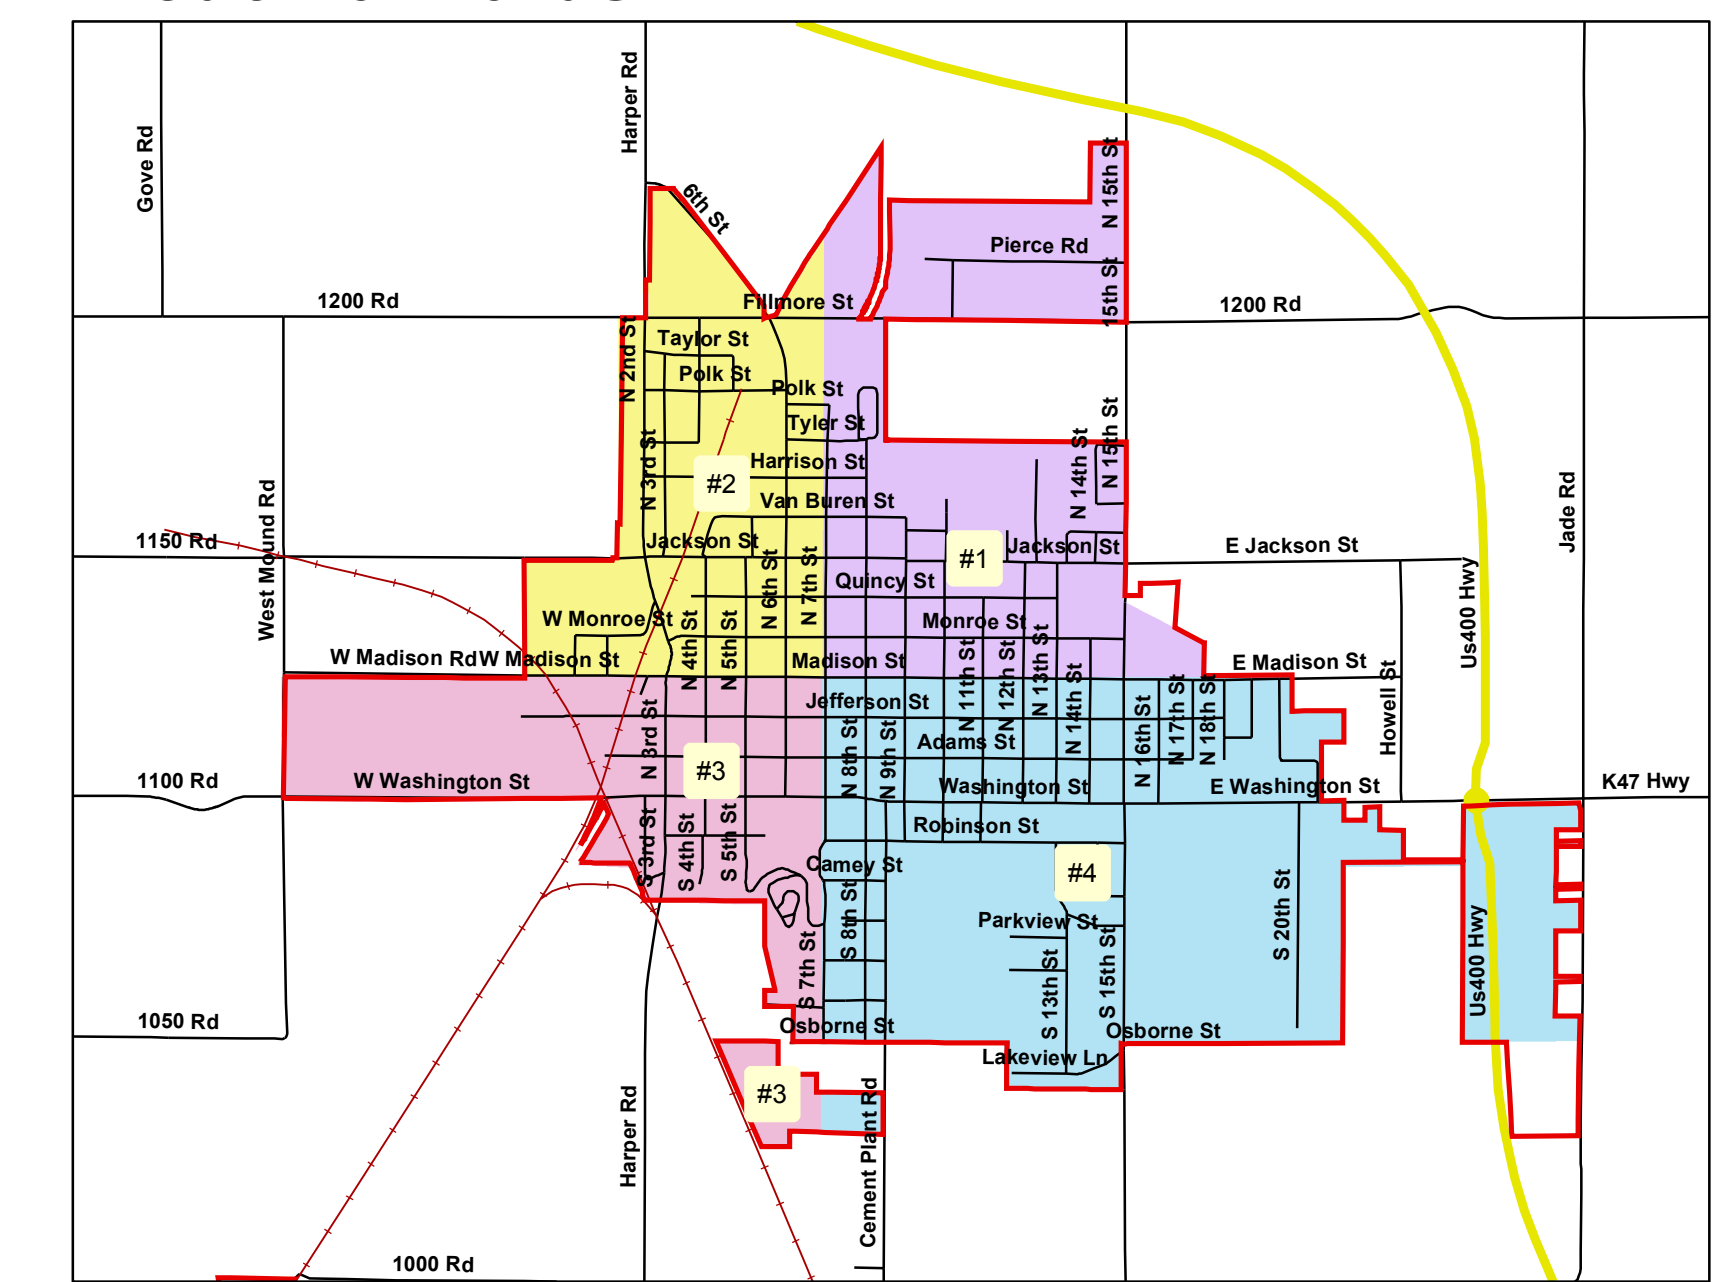 Harper Rd
Gove Rd
6th St
N 15th St
Pierce Rd
15th St
1200 Rd
Fillmore St
1200 Rd
N 2nd St
Taylor St
Polk St
Polk St
Tyler St
N 3rd St
Harrison St
#2
Van Buren St
N 14th St
N 15th St
West Mound Rd
Jade Rd
1150 Rd
Jackson St
#1
Jackson St
E Jackson St
N 6th St
N 7th St
Quincy St
Us400 Hwy
W Monroe St
N 4th St
N 5th St
Monroe St
W Madison Rd
W Madison St
Madison St
N 11th St
N 12th St
N 13th St
N 14th St
E Madison St
Howell St
Jefferson St
N 3rd St
N 8th St
N 9th St
Adams St
N 16th St
N 17th St
N 18th St
#3
1100 Rd
W Washington St
Washington St
E Washington St
K47 Hwy
S 3rd St
S 4th St
S 5th St
Robinson St
Camey St
#4
S 8th St
Parkview St
S 20th St
Us400 Hwy
S 7th St
S 13th St
S 15th St
1050 Rd
Osborne St
Osborne St
Lakeview Ln
#3
Harper Rd
Cement Plant Rd
1000 Rd